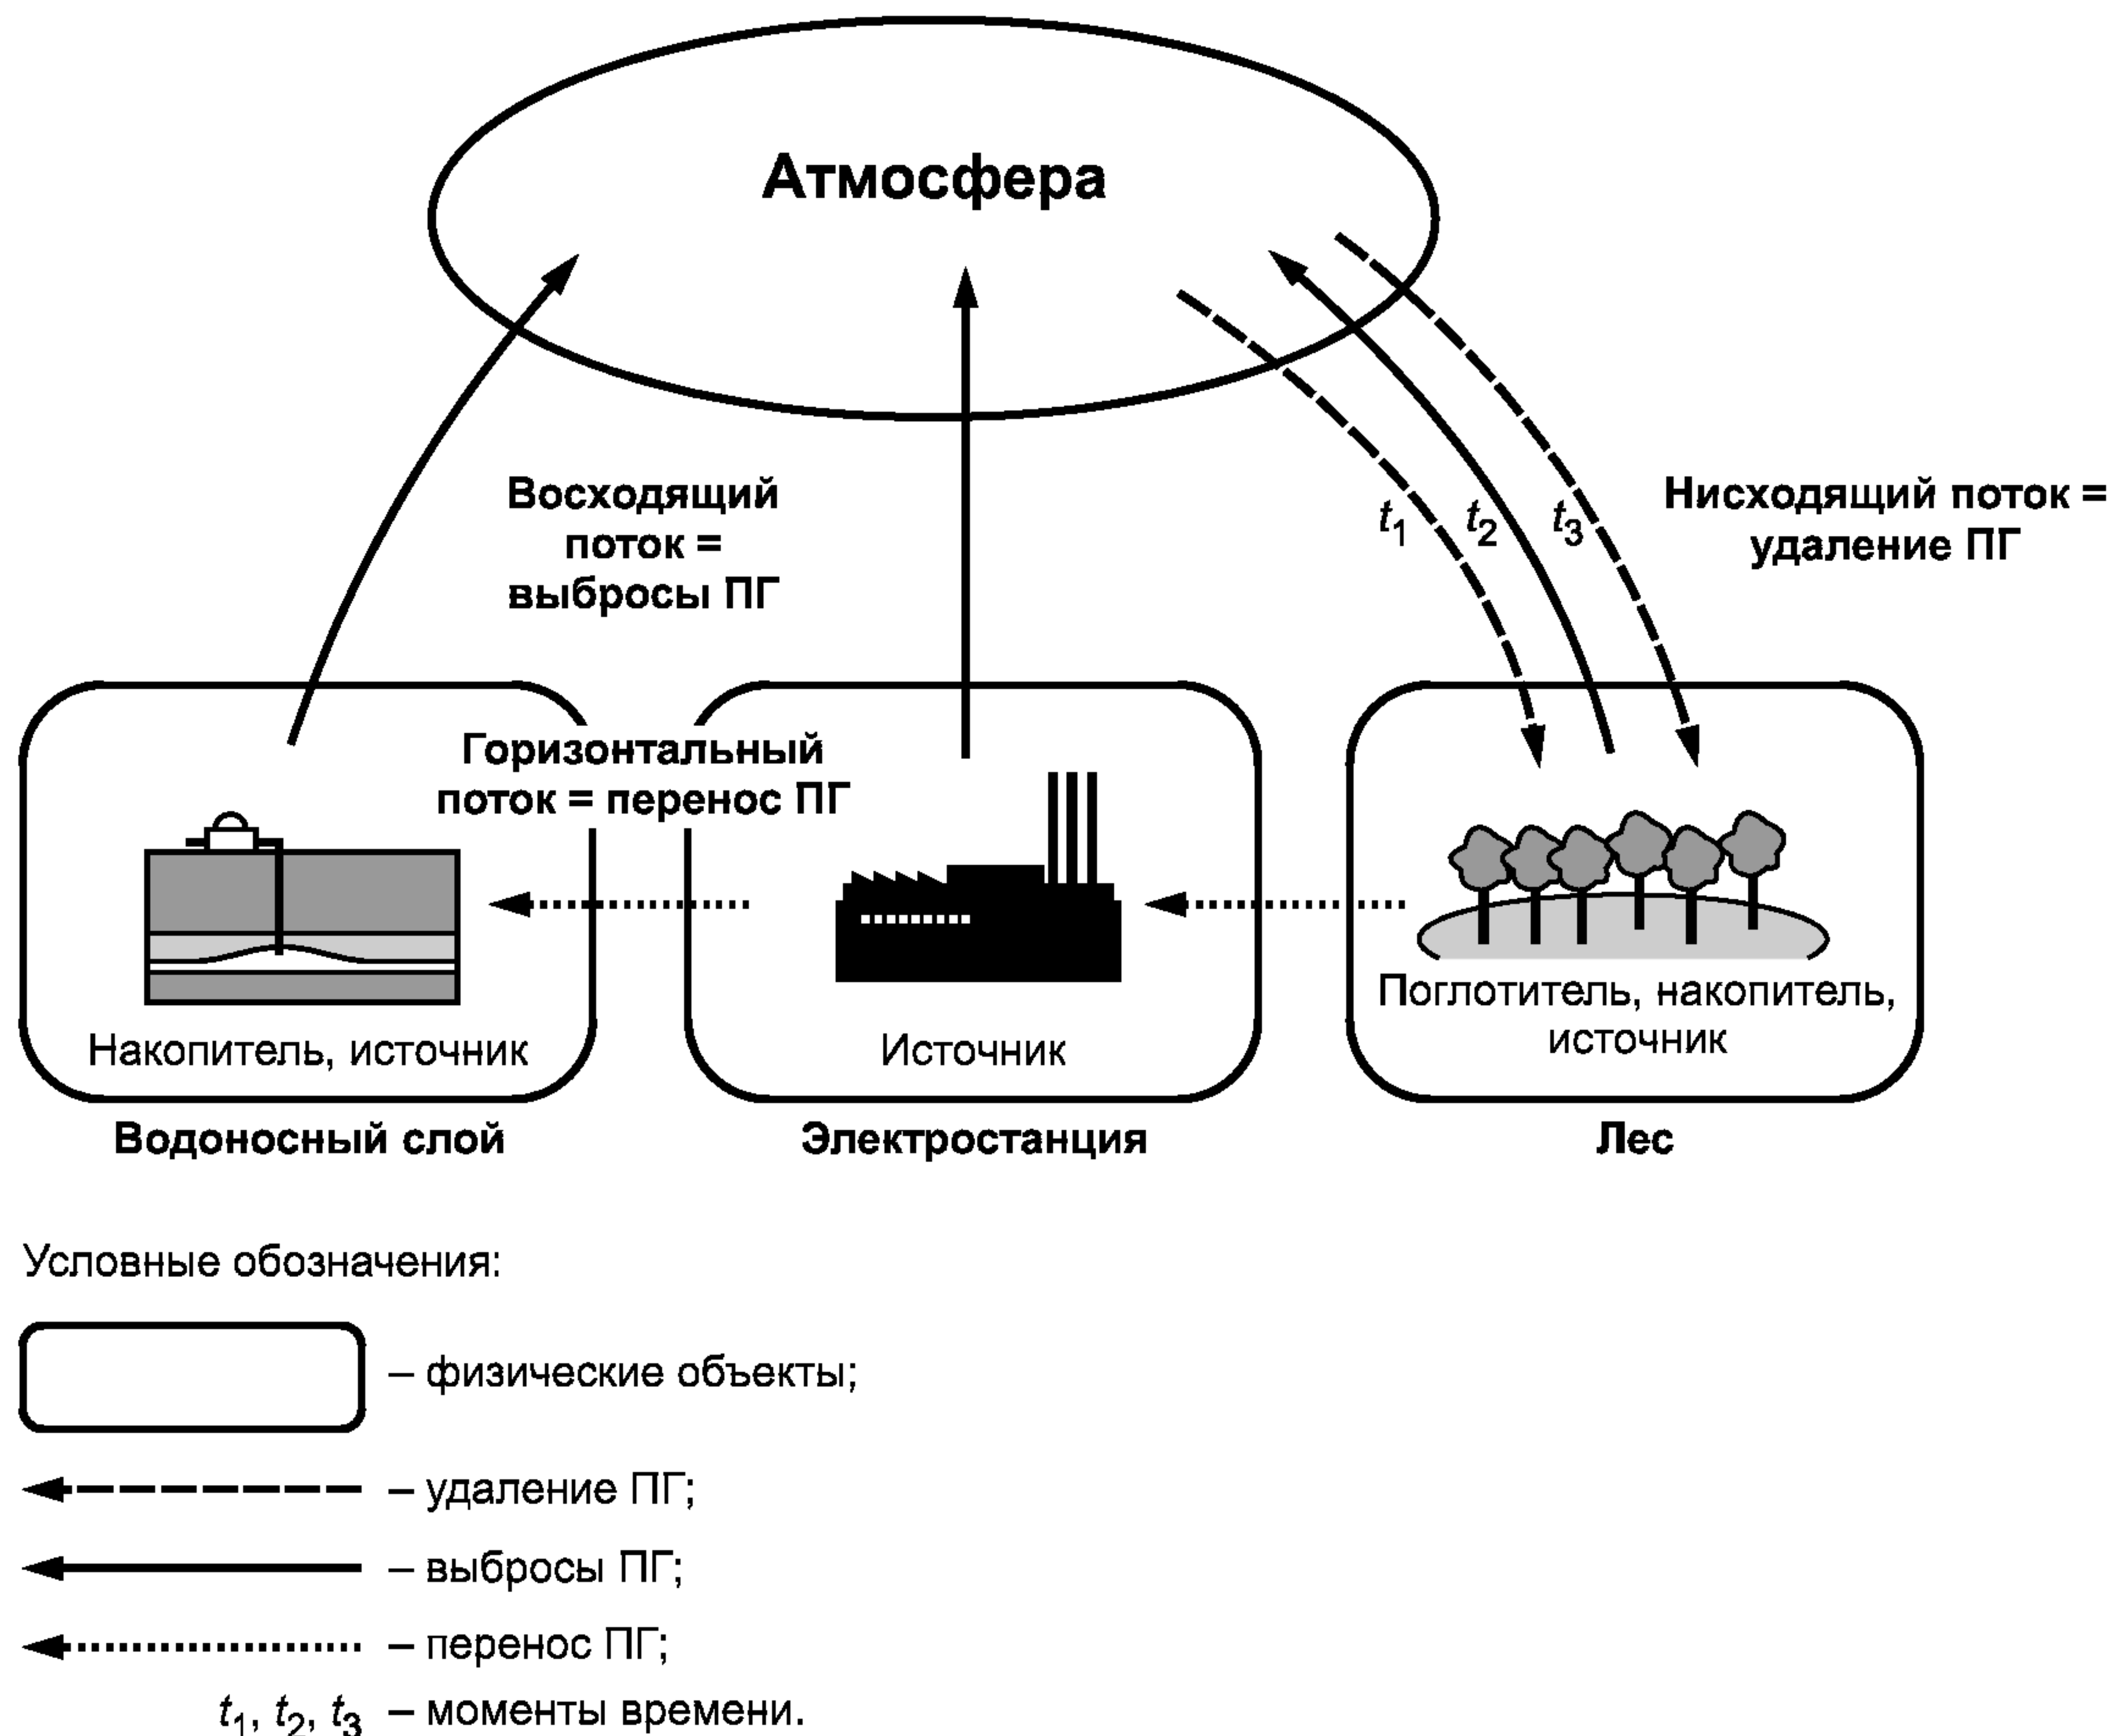 Атмосфера
Восходящий
поток =
выбросы ПГ
t1 t2 t3
Нисходящий поток =
удаление ПГ
Горизонтальный
поток = перенос ПГ
Накопитель, источник
Водоносный слой
Источник
Электростанция
Поглотитель, накопитель,
источник
Лес
Условные обозначения:
– физические объекты;
– удаление ПГ;
– выбросы ПГ;
– перенос ПГ;
t1, t2, t3 – моменты времени.